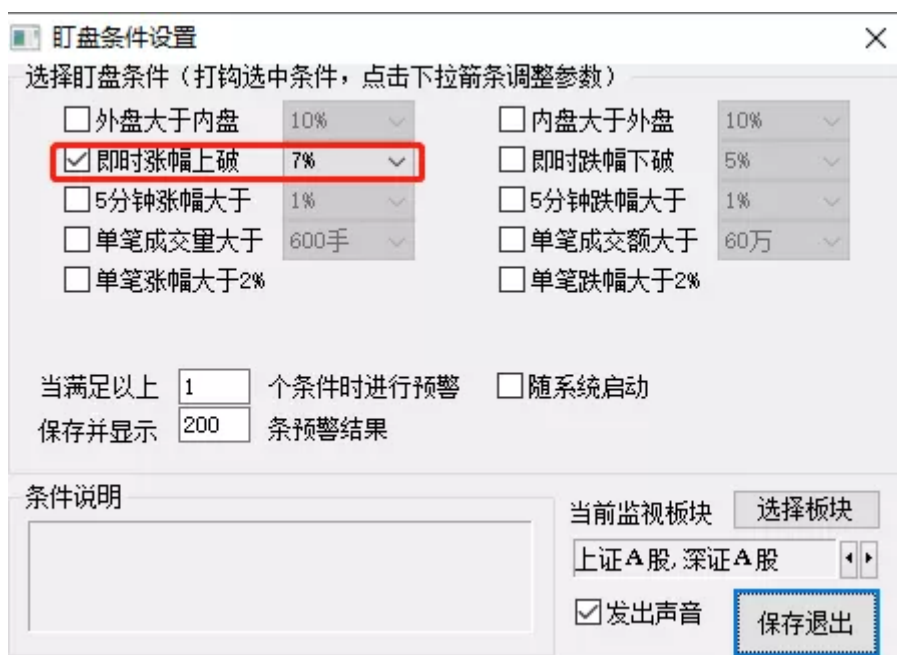 盯盘条件设置
选择盯盘条件（打钩选中条件，点击下拉箭条调整参数）
外盘大于内盘 10% 内盘大于外盘 10%
即时涨幅上破 7% 即时跌幅下破 5%
5分钟涨幅大于 1% 5分钟跌幅大于 1%
单笔成交量大于 600手 单笔成交额大于 60万
单笔涨幅大于2% 单笔跌幅大于2%
当满足以上 1 个条件时进行预警 随系统启动
保存并显示 200 条预警结果
条件说明
当前监视板块 选择板块
上证A股,深证A股
发出声音 保存退出